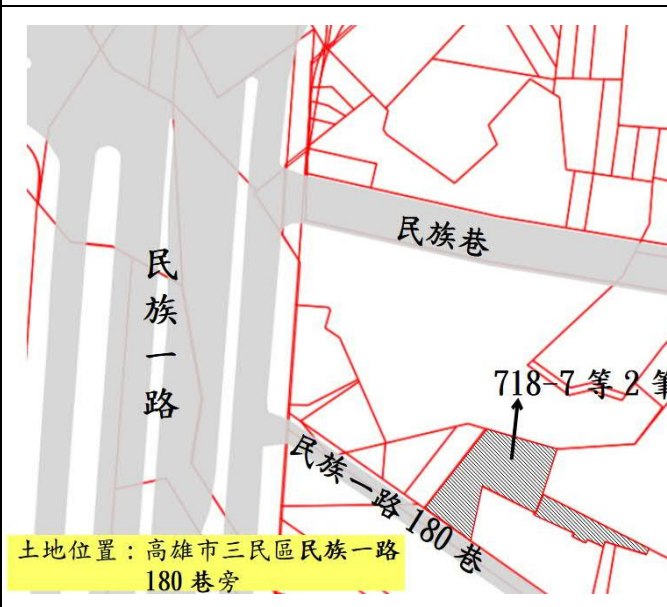 民族巷
民族一路
718-7 等 2 筆
民族一路 180 巷
土地位置：高雄市三民區民族一路
180 巷旁